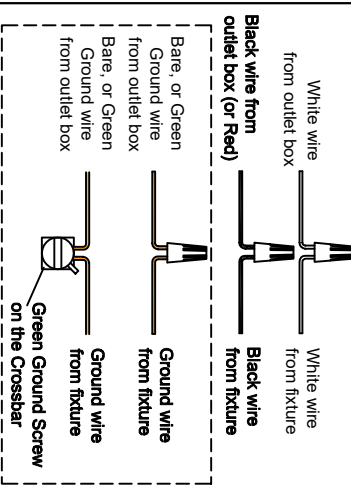 White wire
from outlet box
White wire
from fixture
Black wire from
outlet box (or Red)
Black wire
from fixture
Bare, or Green
Ground wire
from outlet box
Ground wire
from fixture
Bare, or Green
Ground wire
from outlet box
Ground wire
from fixture
Green Ground Screw
on the Crossbar